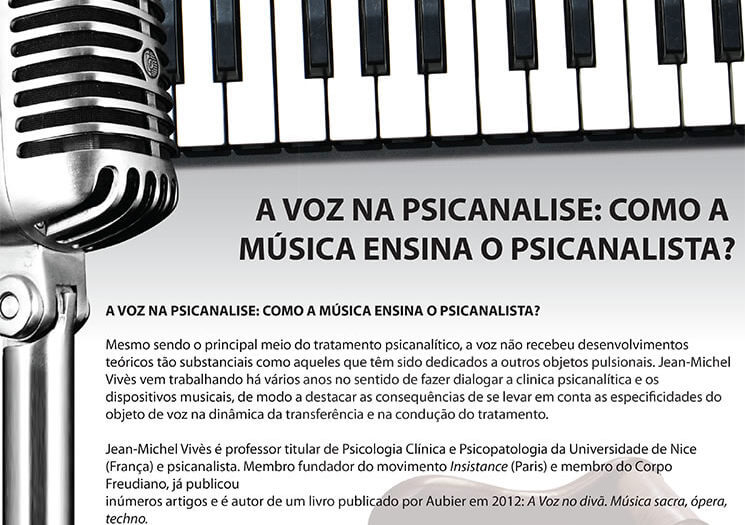 A VOZ NA PSICANALISE: COMO A
MÚSICA ENSINA O PSICANALISTA?
A VOZ NA PSICANALISE: COMO A MÚSICA ENSINA O PSICANALISTA?
Mesmo sendo o principal meio do tratamento psicanalítico, a voz não recebeu desenvolvimentos
teóricos tão substanciais como aqueles que têm sido dedicados a outros objetos pulsionais. Jean-Michel
Vivès vem trabalhando há vários anos no sentido de fazer dialogar a clinica psicanalítica e os
dispositivos musicais, de modo a destacar as consequências de se levar em conta as especificidades do
objeto de voz na dinâmica da transferência e na condução do tratamento.
Jean-Michel Vivès é professor titular de Psicologia Clínica e Psicopatologia da Universidade de Nice
(França) e psicanalista. Membro fundador do movimento Insistance (Paris) e membro do Corpo
Freudiano, já publicou
inúmeros artigos e é autor de um livro publicado por Aubier em 2012: A Voz no divã. Música sacra, ópera,
techno.